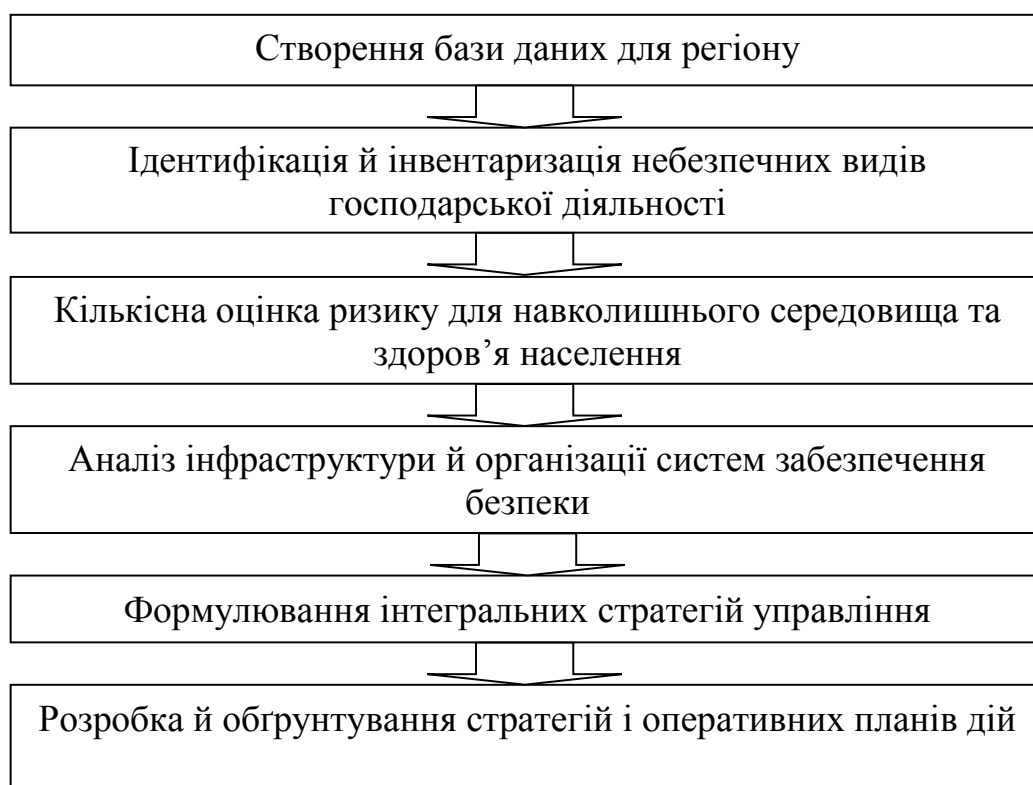 Створення бази даних для регіону
Ідентифікація й інвентаризація небезпечних видів
господарської діяльності
Кількісна оцінка ризику для навколишнього середовища та
здоров’я населення
Аналіз інфраструктури й організації систем забезпечення
безпеки
Формулювання інтегральних стратегій управління
Розробка й обґрунтування стратегій і оперативних планів дій